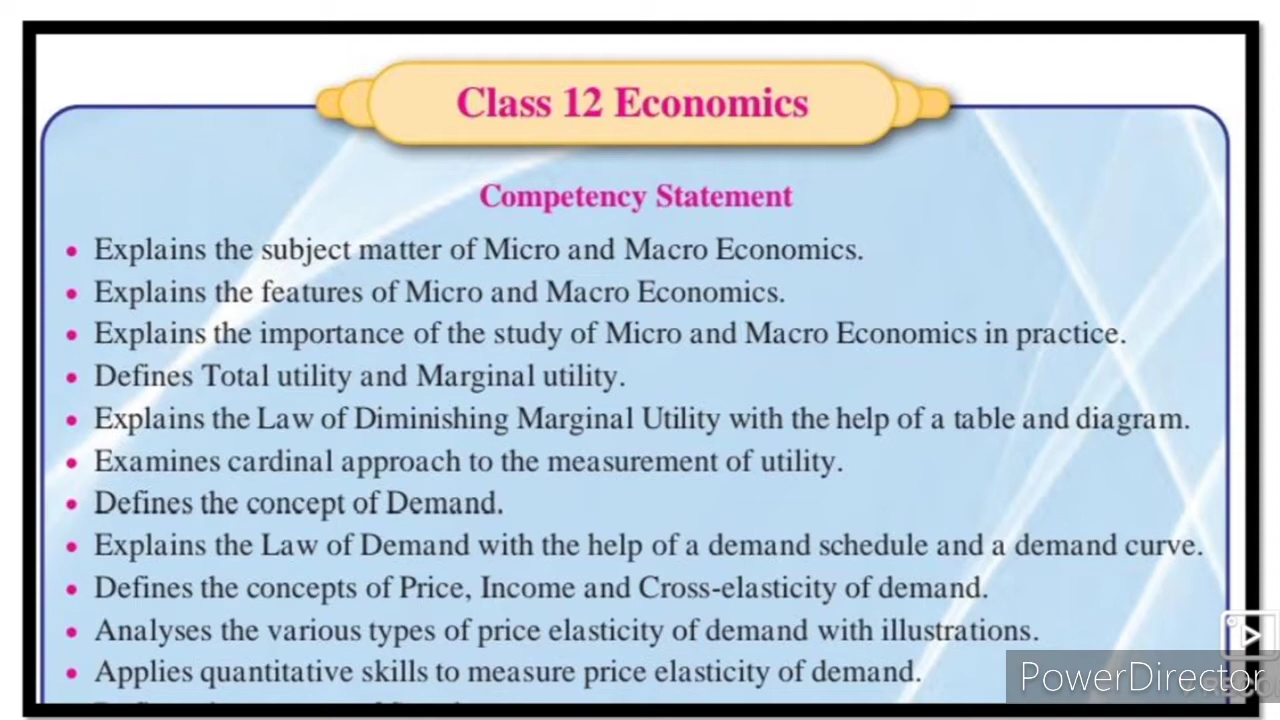 Class 12 Economics
Competency Statement
• Explains the subject matter of Micro and Macro Economics.
• Explains the features of Micro and Macro Economics.
• Explains the importance of the study of Micro and Macro Economics in practice.
• Defines Total utility and Marginal utility.
• Explains the Law of Diminishing Marginal Utility with the help of a table and diagram.
• Examines cardinal approach to the measurement of utility.
• Defines the concept of Demand.
• Explains the Law of Demand with the help of a demand schedule and a demand curve.
• Defines the concepts of Price, Income and Cross-elasticity of demand.
• Analyses the various types of price elasticity of demand with illustrations.
• Applies quantitative skills to measure price elasticity of demand.
PowerDirector